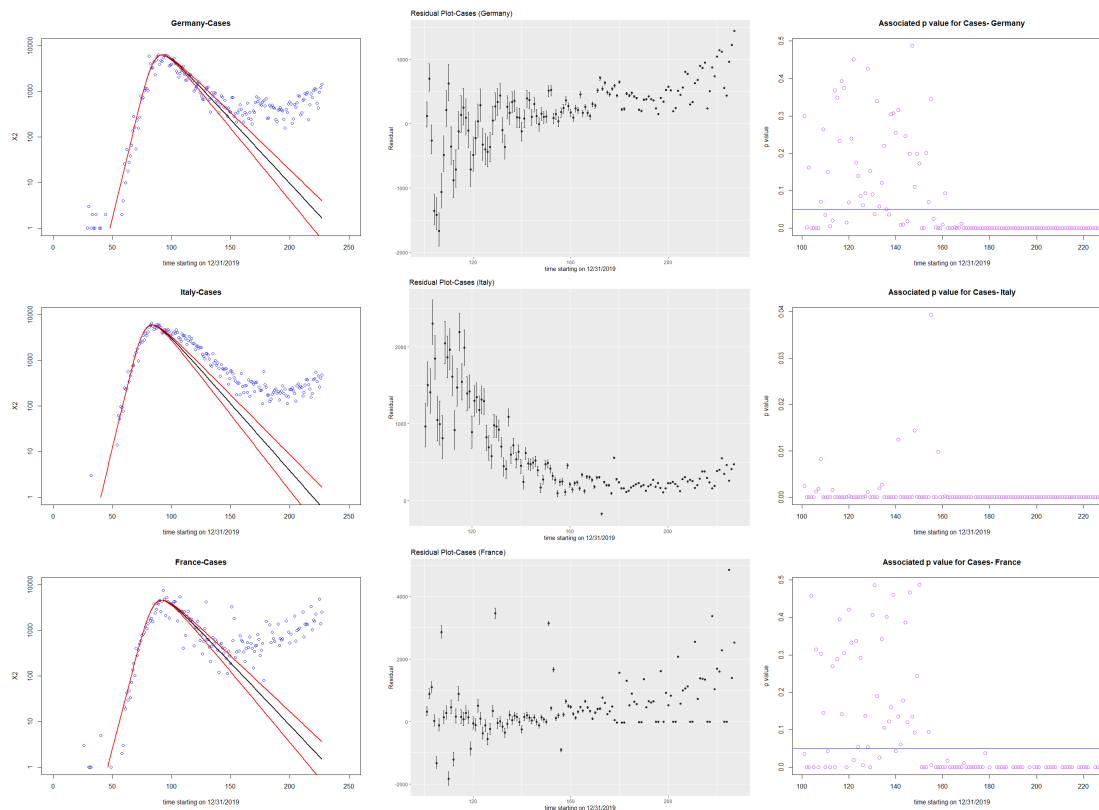 Germany-Cases
X2
10000
1000
100
10
1
0 50 100 150 200 250
time starting on 12/31/2019
Residual Plot-Cases (Germany)
Residual
1000
0
-1000
-2000
120 160 200
time starting on 12/31/2019
Associated p value for Cases- Germany
p value
0.5
0.4
0.3
0.2
0.1
0.0
100 120 140 160 180 200 220
time starting on 12/31/2019
Italy-Cases
X2
10000
1000
100
10
1
0 50 100 150 200 250
time starting on 12/31/2019
Residual Plot-Cases (Italy)
Residual
2000
1000
0
120 160 200
time starting on 12/31/2019
Associated p value for Cases- Italy
p value
0.04
0.03
0.02
0.01
0.00
100 120 140 160 180 200 220
time starting on 12/31/2019
France-Cases
X2
10000
1000
100
10
1
0 50 100 150 200 250
time starting on 12/31/2019
Residual Plot-Cases (France)
Residual
4000
2000
0
-2000
120 160 200
time starting on 12/31/2019
Associated p value for Cases- France
p value
0.5
0.4
0.3
0.2
0.1
0.0
100 120 140 160 180 200 220
time starting on 12/31/2019